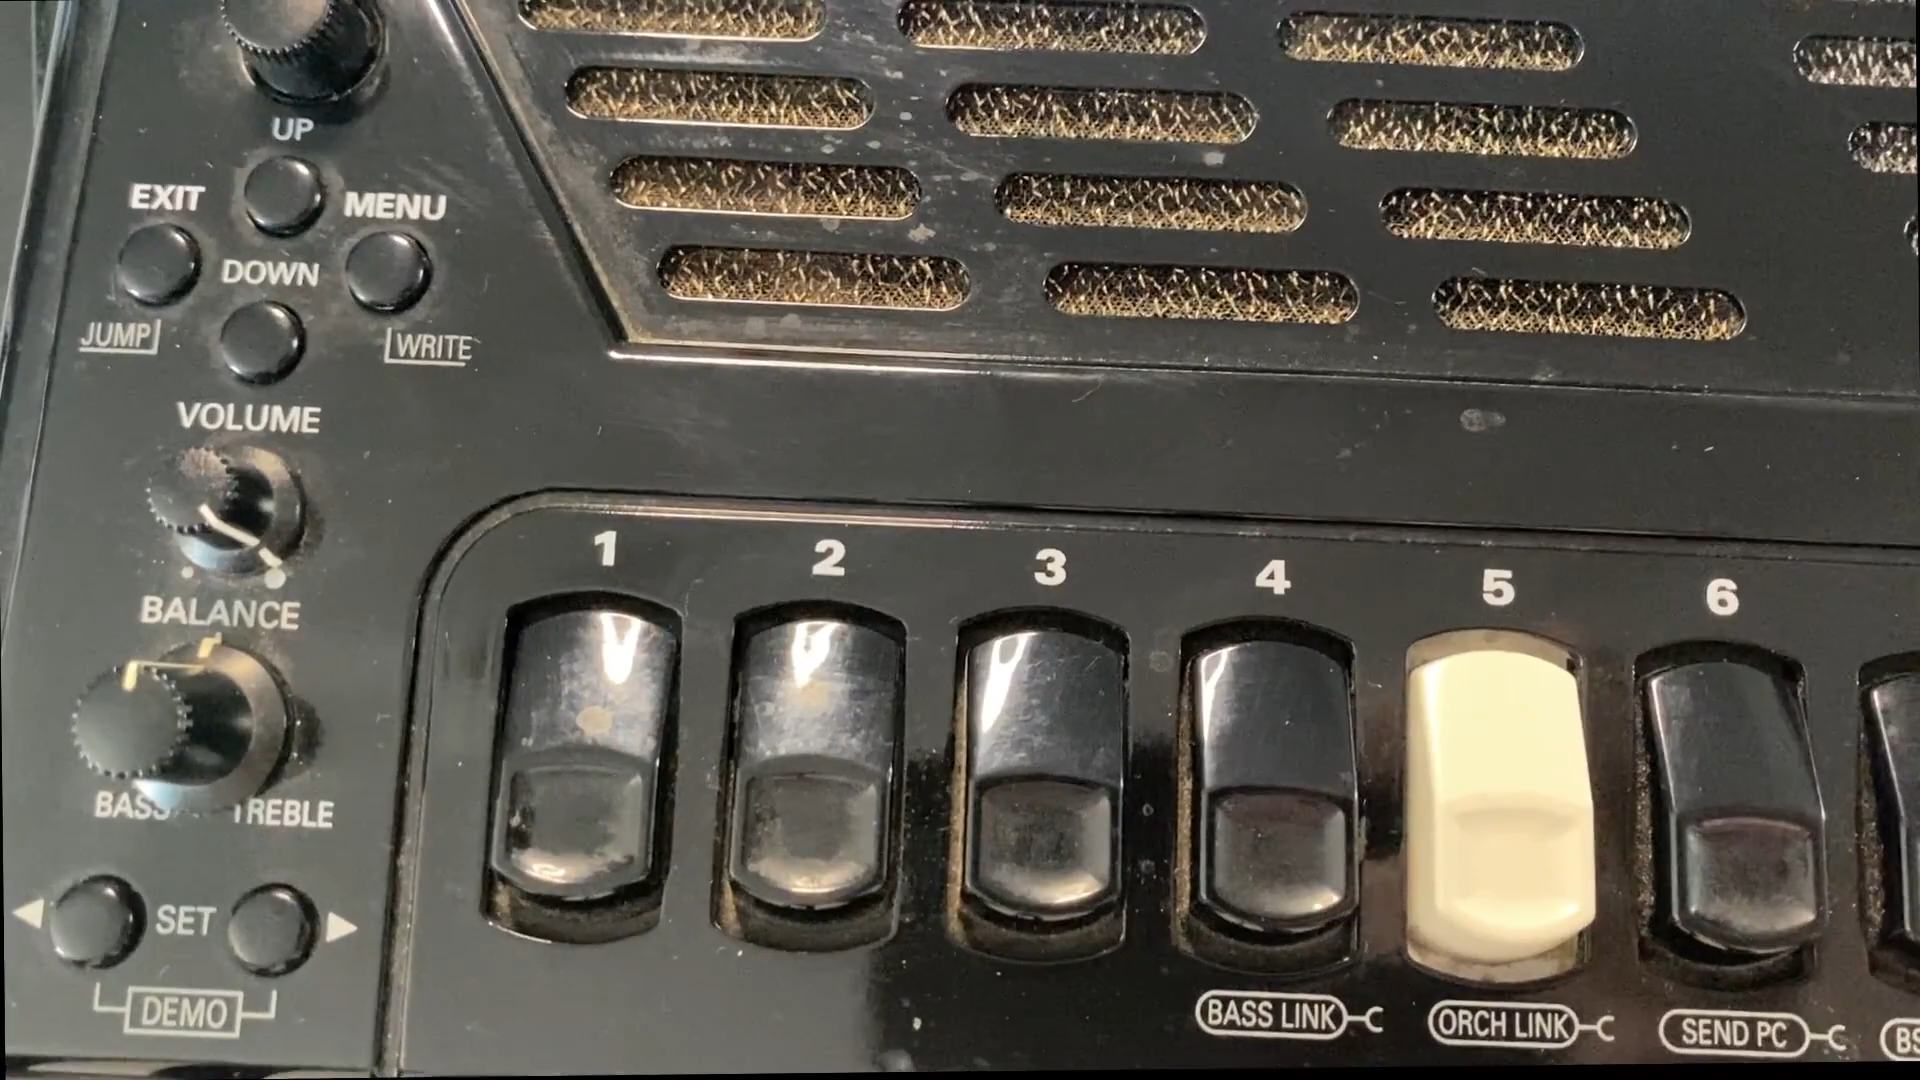 UP
EXIT
MENU
DOWN
JUMP
WRITE
VOLUME
BALANCE
BASS TREBLE
SET
DEMO
1 2 3 4 5 6
BASS LINK
ORCH LINK
SEND PC